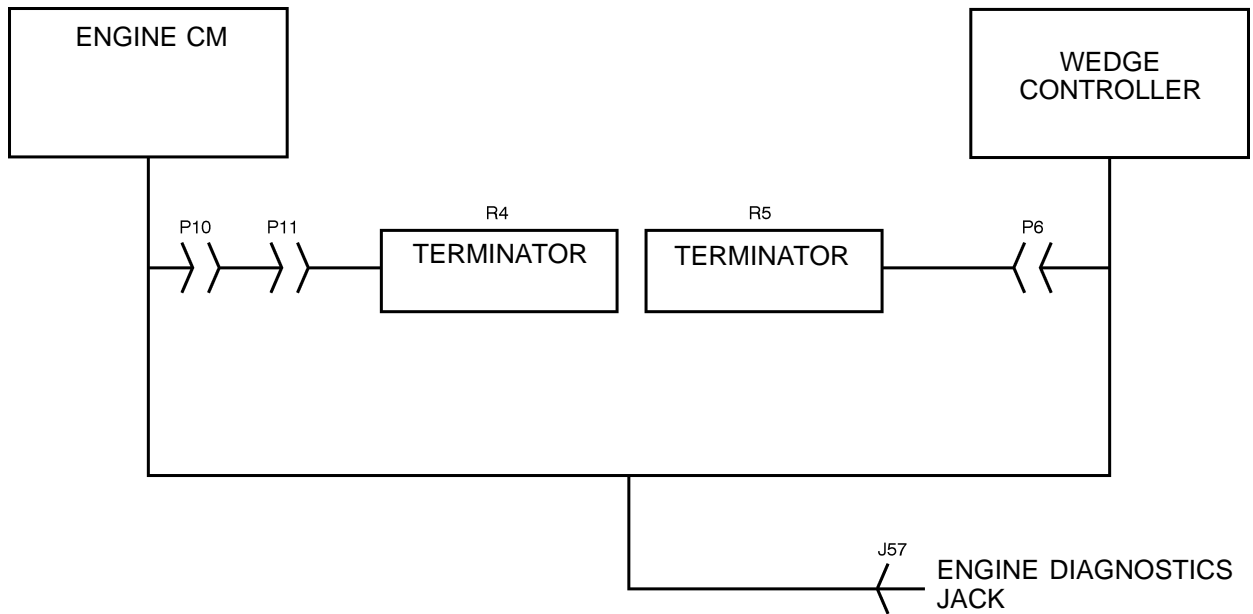 ENGINE CM
WEDGE
CONTROLLER
P10
P11
R4
R5
P6
TERMINATOR
TERMINATOR
J57
ENGINE DIAGNOSTICS
JACK